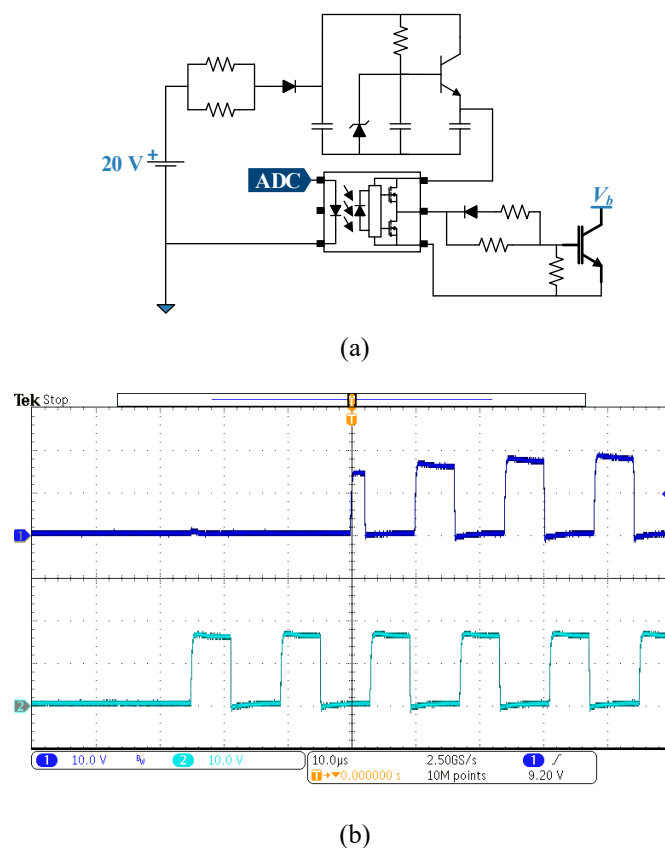 20 V +
ADC
V_b
(a)
Tek Stop
T
T
1
2
1 10.0 V BW 2 10.0 V 10.0µs 2.50GS/s 1 ʃ
T→▼0.000000 s 10M points 9.20 V
(b)